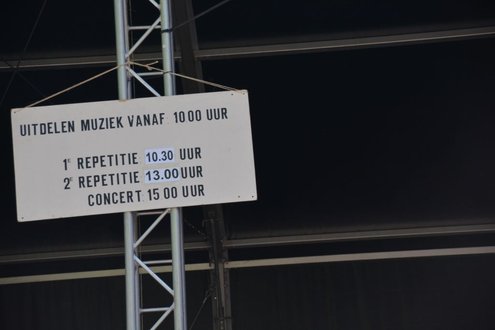 UITDELEN MUZIEK VANAF 10 00 UUR
1e REPETITIE 10.30 UUR
2e REPETITIE 13.00 UUR
CONCERT 15 00 UUR